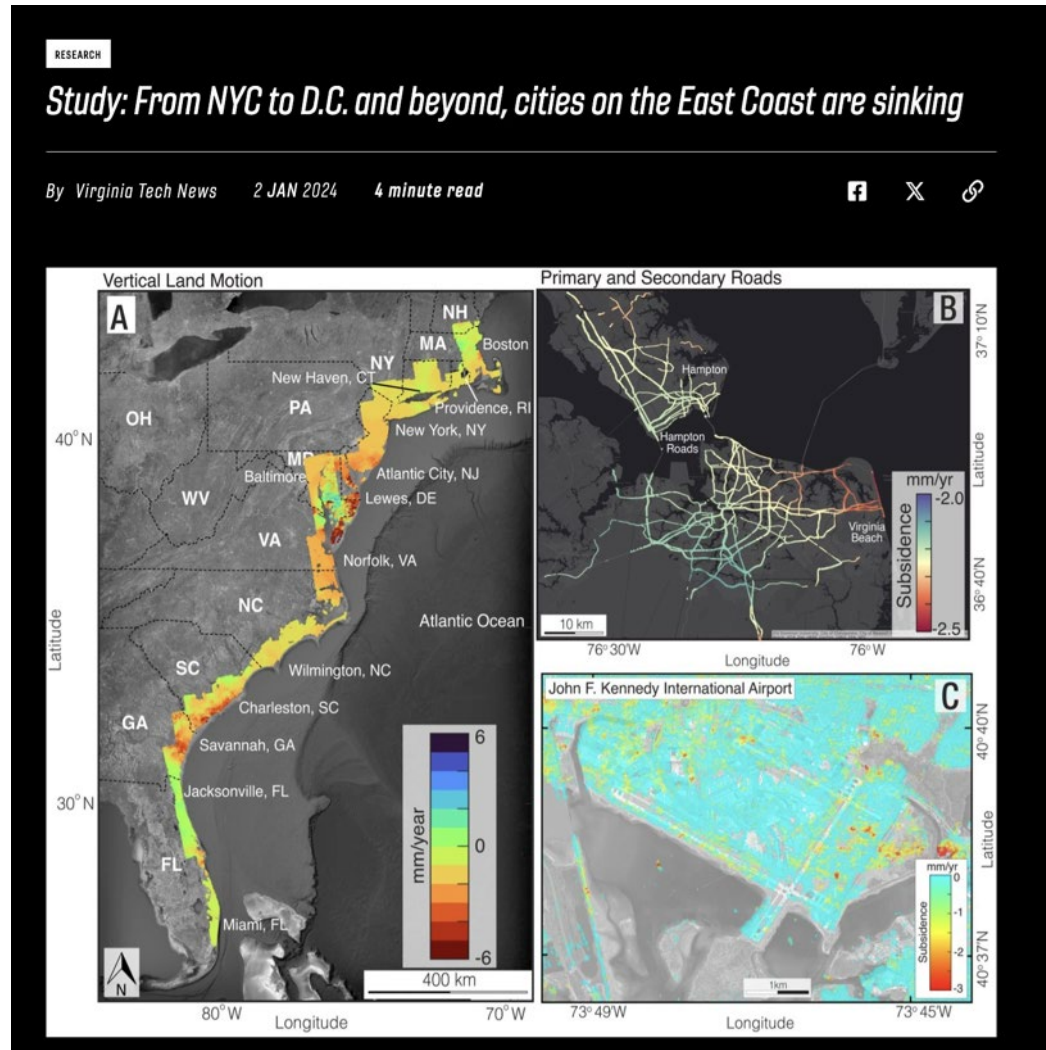 RESEARCH
Study: From NYC to D.C. and beyond, cities on the East Coast are sinking
By Virginia Tech News 2 JAN 2024 4 minute read
Vertical Land Motion
A
NH
MA
Boston
NY
New Haven, CT
Providence, RI
PA
OH
New York, NY
40°N
MD
Baltimore
Atlantic City, NJ
WV
Lewes, DE
VA
Norfolk, VA
NC
Atlantic Ocean
Latitude
SC
Wilmington, NC
Charleston, SC
GA
Savannah, GA
6
Jacksonville, FL
30°N
0
mm/year
FL
Miami, FL
-6
N
400 km
80°W
70°W
Longitude
Primary and Secondary Roads
B
37°10'N
Hampton
Hampton
Roads
Latitude
mm/yr
-2.0
Virginia
Beach
Subsidence
36°40'N
-2.5
10 km
76°30'W
76°W
Longitude
John F. Kennedy International Airport
C
40°40'N
Latitude
mm/yr
0
-1
Subsidence
-2
-3
40°37'N
1km
73°49'W
73°45'W
Longitude